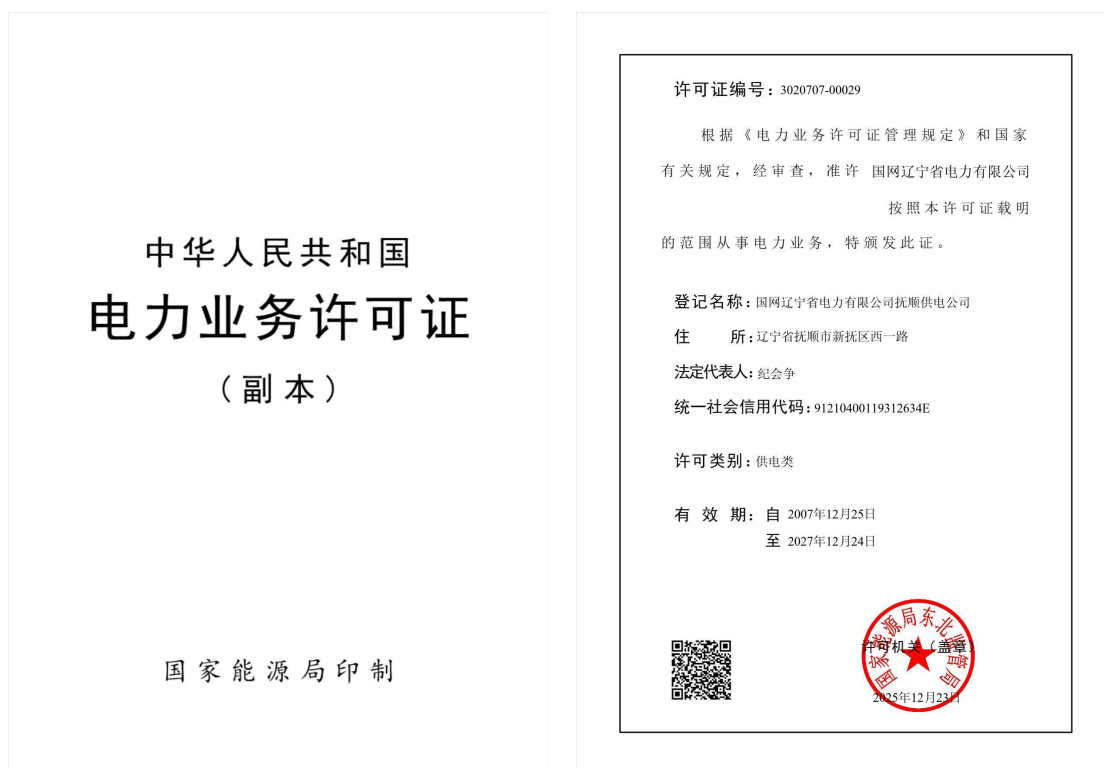 中华人民共和国
电力业务许可证
（副本）
国家能源局印制
许可证编号：3020707-00029
根据《电力业务许可证管理规定》和国家
有关规定，经审查，准许 国网辽宁省电力有限公司
按照本许可证载明
的范围从事电力业务，特颁发此证。
登记名称：国网辽宁省电力有限公司抚顺供电公司
住 所：辽宁省抚顺市新抚区西一路
法定代表人：纪会争
统一社会信用代码：91210400119312634E
许可类别：供电类
有 效 期：自 2007年12月25日
至 2027年12月24日
国家能源局东北监管局
许可机关（盖章）
2025年12月23日